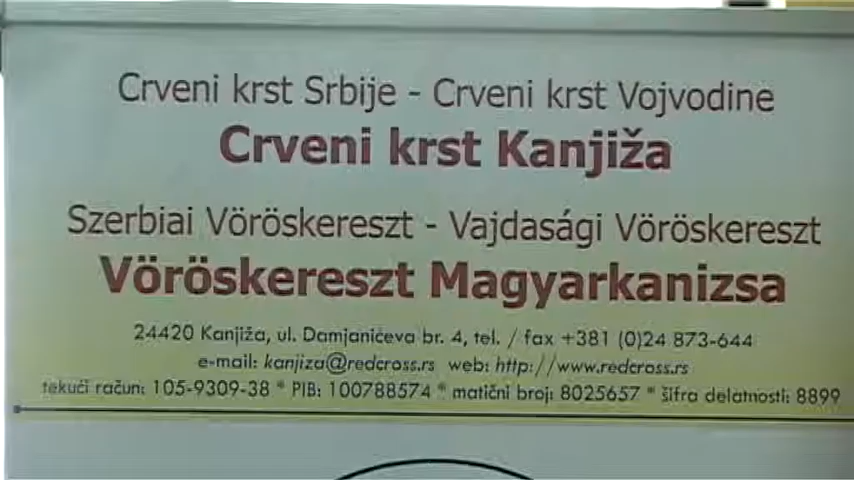 Crveni krst Srbije - Crveni krst Vojvodine
Crveni krst Kanjiža
Szerbiai Vöröskereszt - Vajdasági Vöröskereszt
Vöröskereszt Magyarkanizsa
24420 Kanjiža, ul. Damjanićeva br. 4, tel. / fax +381 (0)24 873-644
e-mail: kanjiza@redcross.rs web: http://www.redcross.rs
tekući račun: 105-9309-38 * PIB: 100788574 * matični broj: 8025657 * šifra delatnosti: 8899